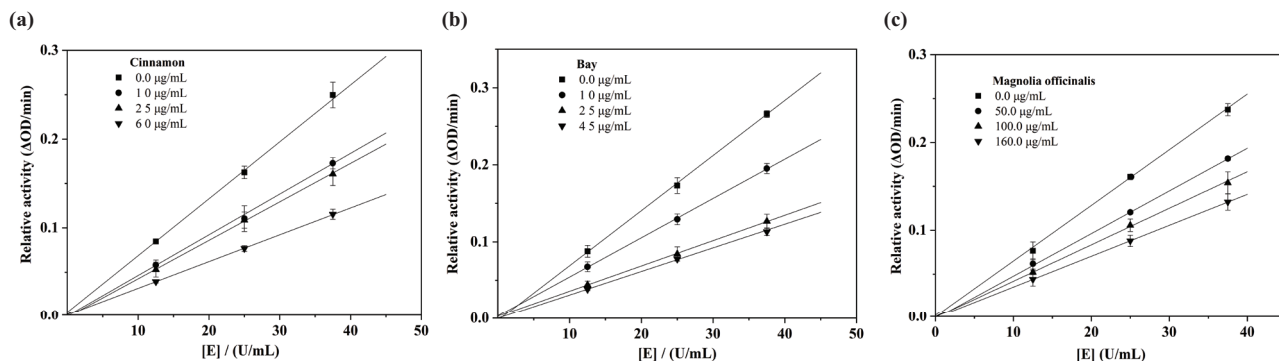 (a)
Cinnamon
0.0 μg/mL
1 0 μg/mL
2 5 μg/mL
6 0 μg/mL
0.3
0.2
0.1
0.0
10
20
30
40
50
Relative activity (ΔOD/min)
[E] / (U/mL)
(b)
Bay
0.0 μg/mL
1 0 μg/mL
2 5 μg/mL
4 5 μg/mL
0.3
0.2
0.1
0.0
10
20
30
40
50
Relative activity (ΔOD/min)
[E] / (U/mL)
(c)
Magnolia officinalis
0.0 μg/mL
50.0 μg/mL
100.0 μg/mL
160.0 μg/mL
0.3
0.2
0.1
0.0
0
10
20
30
40
Relative activity (ΔOD/min)
[E] / (U/mL)